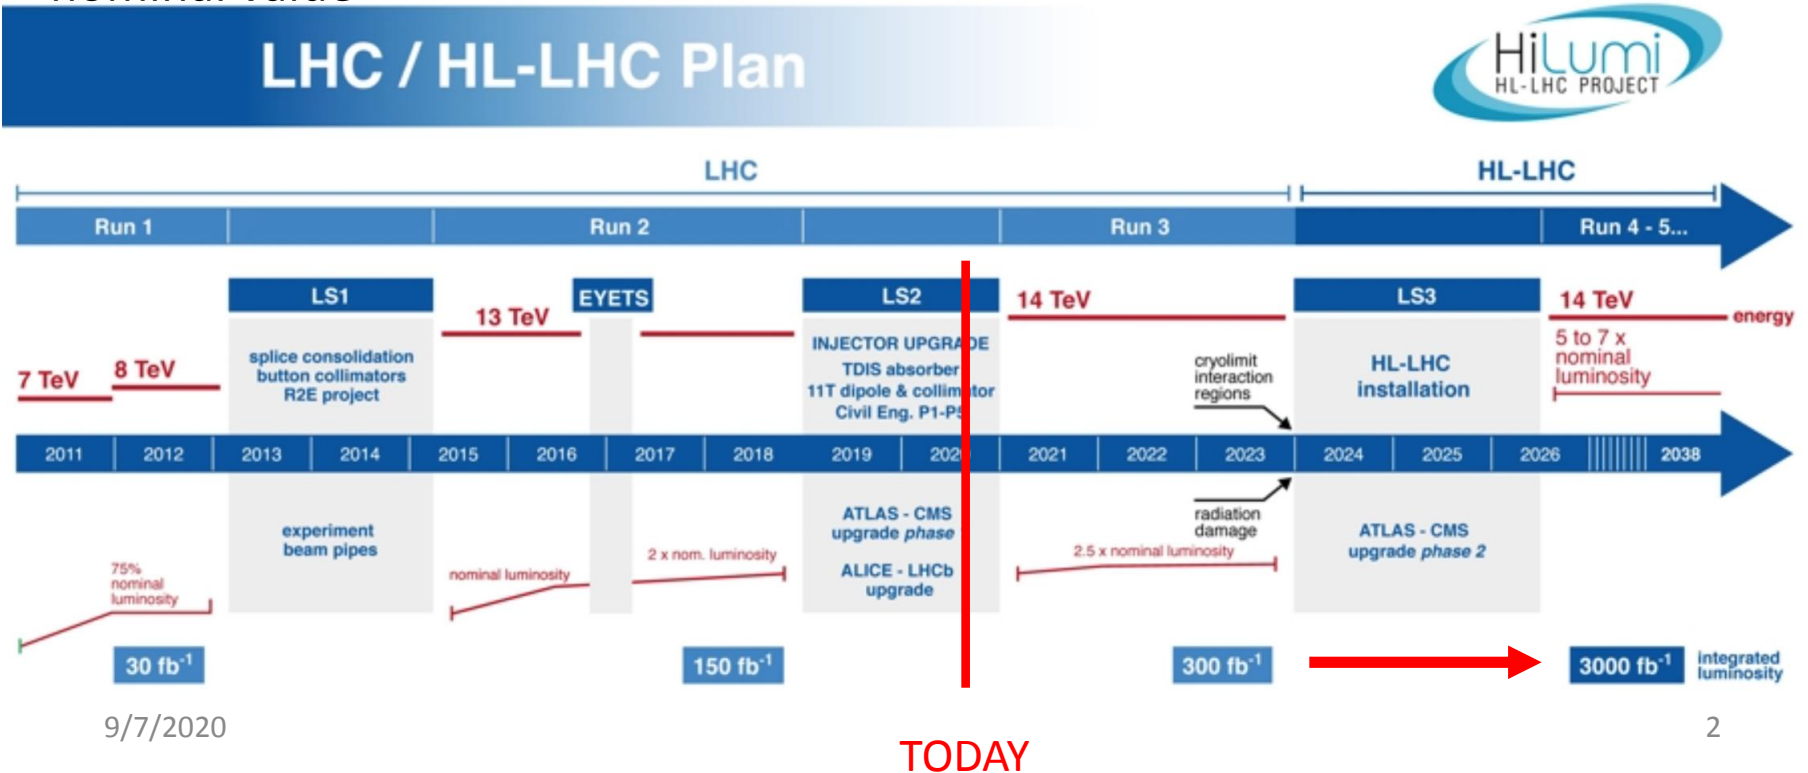 nominal value
LHC / HL-LHC Plan
HiLumi
HL-LHC PROJECT
LHC
HL-LHC
Run 1
Run 2
Run 3
Run 4 - 5...
LS1
EYETS
LS2
LS3
7 TeV
8 TeV
13 TeV
14 TeV
14 TeV
energy
splice consolidation
button collimators
R2E project
INJECTOR UPGRADE
TDIS absorber
11T dipole & collimator
Civil Eng. P1-P5
cryolimit
interaction
regions
HL-LHC
installation
5 to 7 x
nominal
luminosity
2011 2012 2013 2014 2015 2016 2017 2018 2019 2020 2021 2022 2023 2024 2025 2026 2038
experiment
beam pipes
ATLAS - CMS
upgrade phase
ALICE - LHCb
upgrade
radiation
damage
ATLAS - CMS
upgrade phase 2
75%
nominal
luminosity
nominal luminosity
2 x nom. luminosity
2.5 x nominal luminosity
30 fb-1
150 fb-1
300 fb-1
3000 fb-1
integrated
luminosity
9/7/2020
TODAY
2